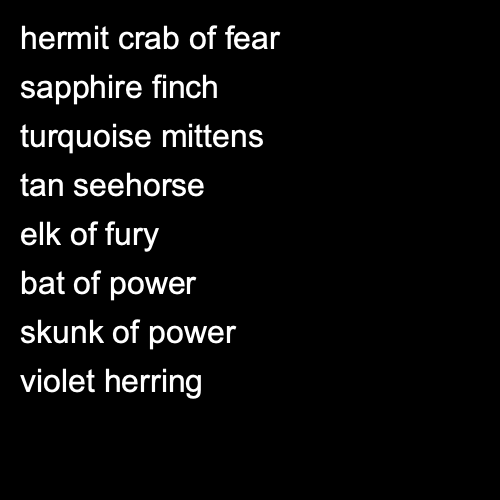 hermit crab of fear
sapphire finch
turquoise mittens
tan seehorse
elk of fury
bat of power
skunk of power
violet herring